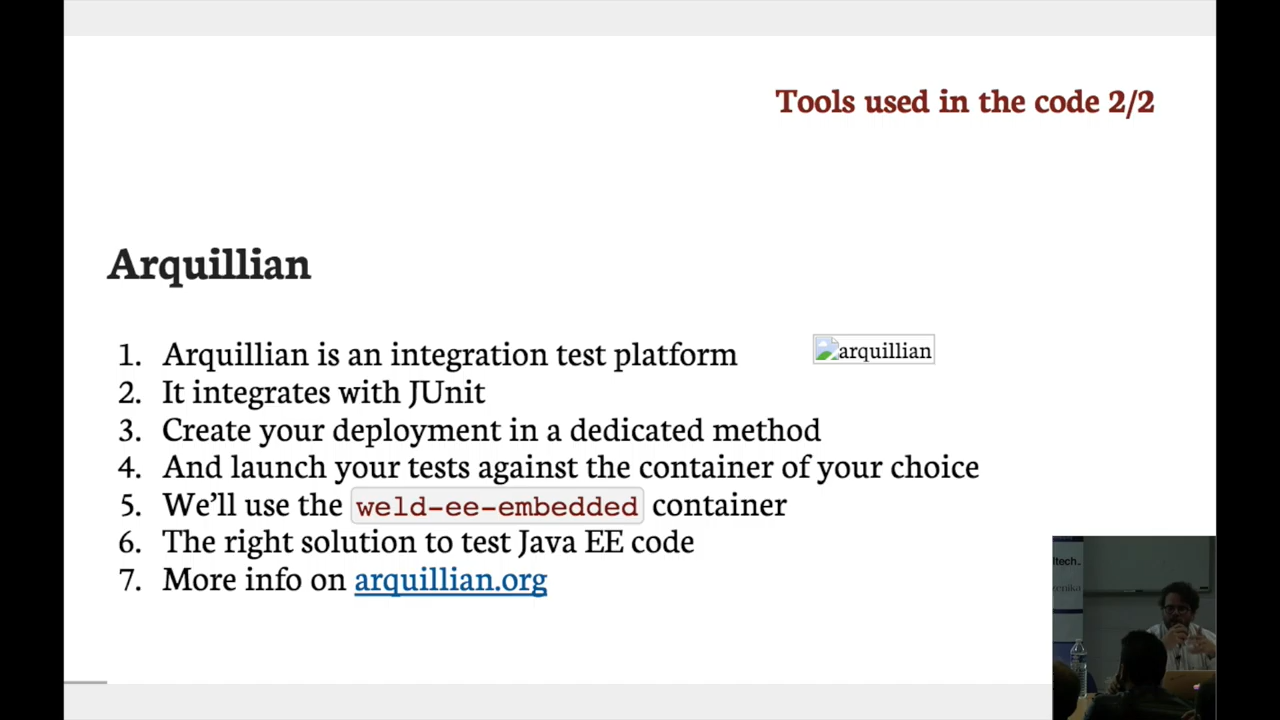 Tools used in the code 2/2
Arquillian
1. Arquillian is an integration test platform
arquillian
2. It integrates with JUnit
3. Create your deployment in a dedicated method
4. And launch your tests against the container of your choice
5. We'll use the weld-ee-embedded container
6. The right solution to test Java EE code
7. More info on arquillian.org
ltech.
enika